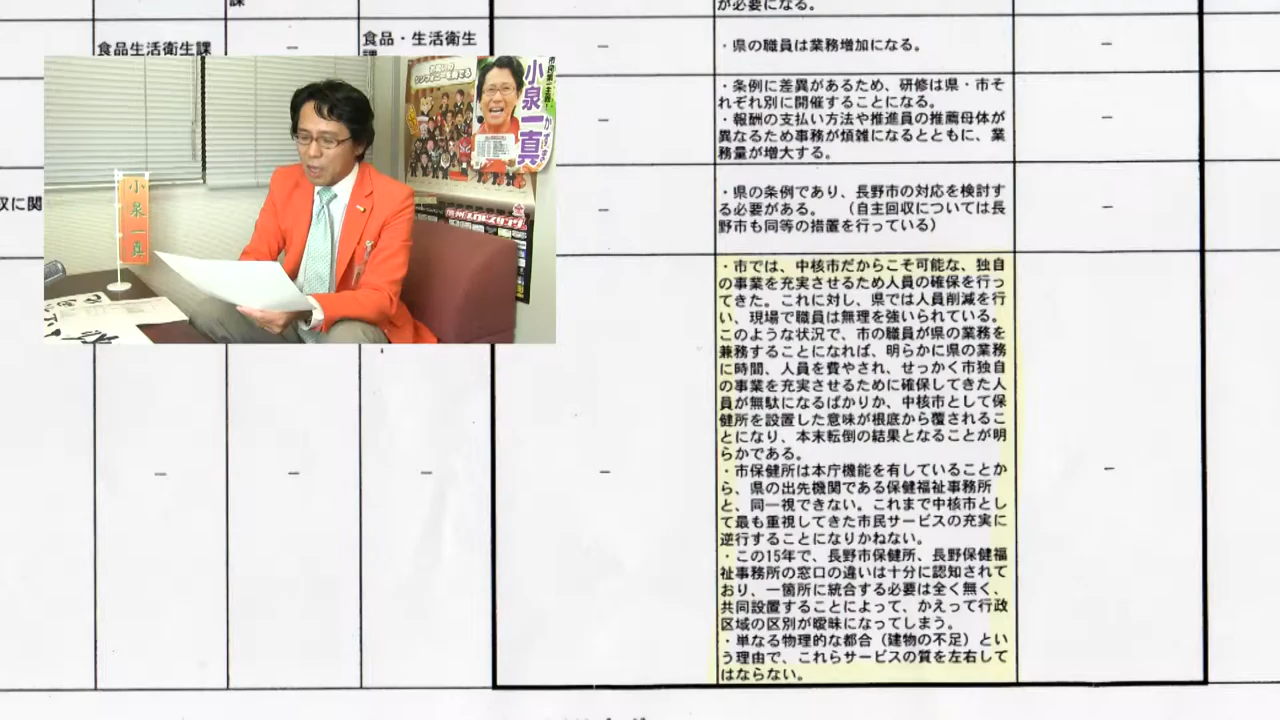 課
が必要になる。
食品生活衛生課
－
食品・生活衛生
課
－
・県の職員は業務増加になる。
－
－
・条例に差異があるため、研修は県・市そ
れぞれ別に開催することになる。
・報酬の支払い方法や推進員の推薦母体が
異なるため事務が煩雑になるとともに、業
務量が増大する。
－
収に関
－
・県の条例であり、長野市の対応を検討す
る必要がある。　（自主回収については長
野市も同等の措置を行っている）
－
市民第一主義！
小泉一真
かずま
小泉一真
－
－
－
－
・市では、中核市だからこそ可能な、独自
の事業を充実させるため人員の確保を行っ
てきた。これに対し、県では人員削減を行
い、現場で職員は無理を強いられている。
このような状況で、市の職員が県の業務を
兼務することになれば、明らかに県の業務
に時間、人員を費やされ、せっかく市独自
の事業を充実させるために確保してきた人
員が無駄になるばかりか、中核市として保
健所を設置した意味が根底から覆されるこ
とになり、本末転倒の結果となることが明
らかである。
・市保健所は本庁機能を有していることか
ら、県の出先機関である保健福祉事務所
と、同一視できない。これまで中核市とし
て最も重視してきた市民サービスの充実に
逆行することになりかねない。
・この15年で、長野市保健所、長野保健福
祉事務所の窓口の違いは十分に認知されて
おり、一箇所に統合する必要は全く無く、
共同設置することによって、かえって行政
区域の区別が曖昧になってしまう。
・単なる物理的な都合（建物の不足）とい
う理由で、これらサービスの質を左右して
はならない。
－